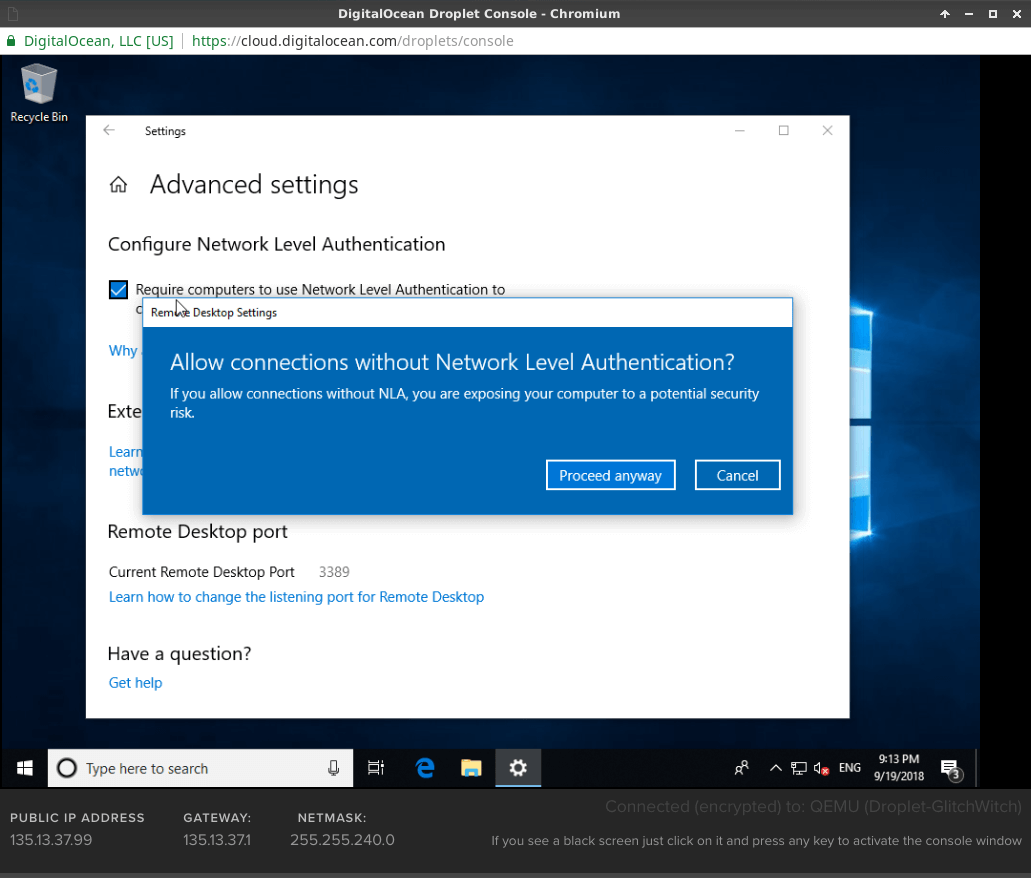 DigitalOcean Droplet Console - Chromium
DigitalOcean, LLC [US] https://cloud.digitalocean.com/droplets/console
Recycle Bin
Settings
Advanced settings
Configure Network Level Authentication
Require computers to use Network Level Authentication to
Remote Desktop Settings
Why
Allow connections without Network Level Authentication?
If you allow connections without NLA, you are exposing your computer to a potential security
risk.
Exte
Learn
netwo
Proceed anyway Cancel
Remote Desktop port
Current Remote Desktop Port 3389
Learn how to change the listening port for Remote Desktop
Have a question?
Get help
Type here to search
ENG
9:13 PM
9/19/2018
3
Connected (encrypted) to: QEMU (Droplet-GlitchWitch)
PUBLIC IP ADDRESS GATEWAY: NETMASK:
135.13.37.99 135.13.37.1 255.255.240.0
If you see a black screen just click on it and press any key to activate the console window